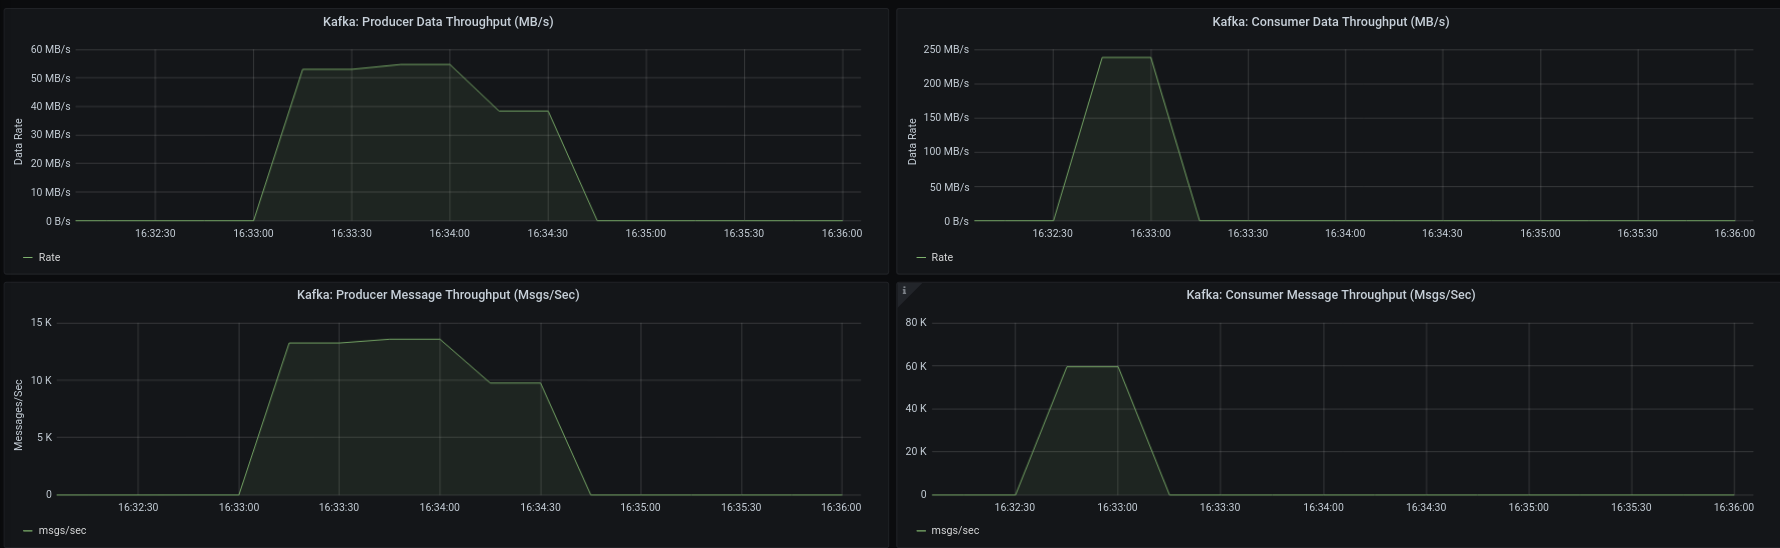 Kafka: Producer Data Throughput (MB/s)
60 MB/s
50 MB/s
40 MB/s
30 MB/s
20 MB/s
10 MB/s
0 B/s
Data Rate
16:32:30 16:33:00 16:33:30 16:34:00 16:34:30 16:35:00 16:35:30 16:36:00
Rate
Kafka: Consumer Data Throughput (MB/s)
250 MB/s
200 MB/s
150 MB/s
100 MB/s
50 MB/s
0 B/s
Data Rate
16:32:30 16:33:00 16:33:30 16:34:00 16:34:30 16:35:00 16:35:30 16:36:00
Rate
Kafka: Producer Message Throughput (Msgs/Sec)
15 K
10 K
5 K
0
Messages/Sec
16:32:30 16:33:00 16:33:30 16:34:00 16:34:30 16:35:00 16:35:30 16:36:00
msgs/sec
i
Kafka: Consumer Message Throughput (Msgs/Sec)
80 K
60 K
40 K
20 K
0
16:32:30 16:33:00 16:33:30 16:34:00 16:34:30 16:35:00 16:35:30 16:36:00
msgs/sec